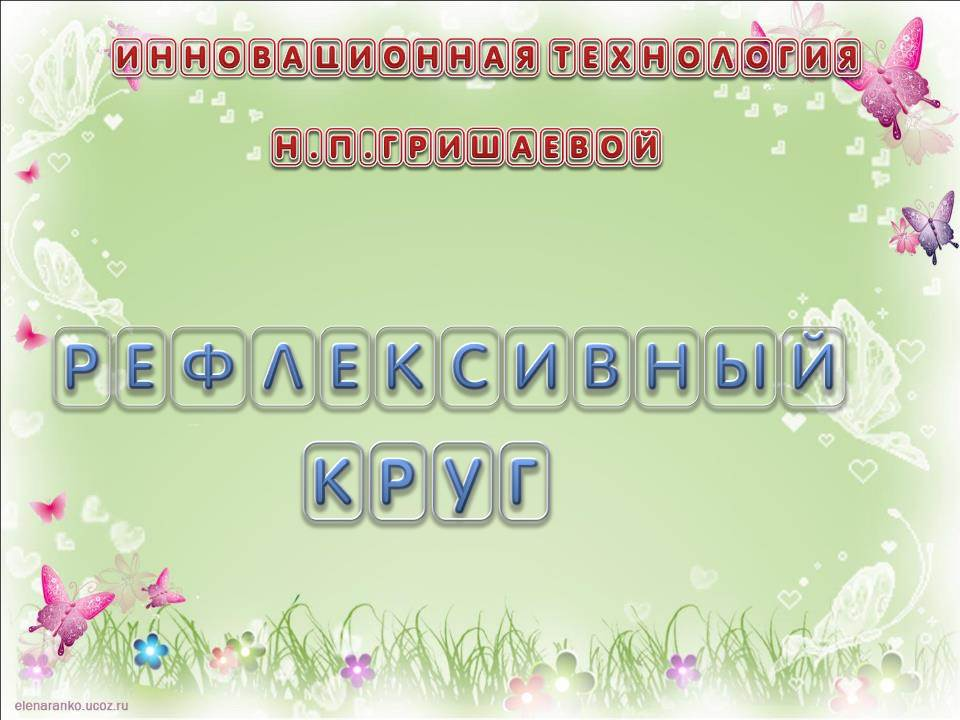 ИННОВАЦИОННАЯ ТЕХНОЛОГИЯ
Н.П.ГРИШАЕВОЙ
РЕФЛЕКСИВНЫЙ
КРУГ
elenaranko.ucoz.ru